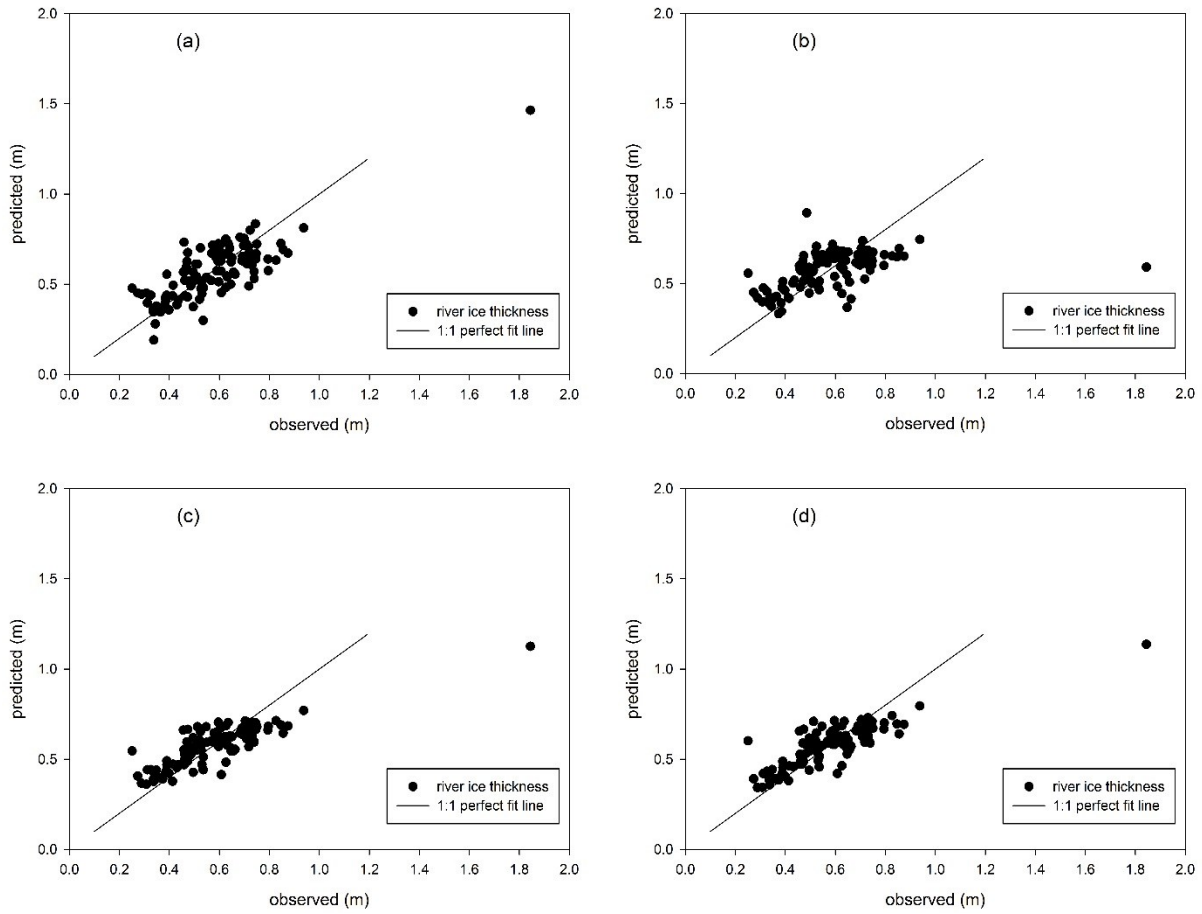 (a)
predicted (m)
2.0
1.5
1.0
0.5
0.0
river ice thickness
1:1 perfect fit line
0.0 0.2 0.4 0.6 0.8 1.0 1.2 1.4 1.6 1.8 2.0
observed (m)
(b)
predicted (m)
2.0
1.5
1.0
0.5
0.0
river ice thickness
1:1 perfect fit line
0.0 0.2 0.4 0.6 0.8 1.0 1.2 1.4 1.6 1.8 2.0
observed (m)
(c)
predicted (m)
2.0
1.5
1.0
0.5
0.0
river ice thickness
1:1 perfect fit line
0.0 0.2 0.4 0.6 0.8 1.0 1.2 1.4 1.6 1.8 2.0
observed (m)
(d)
predicted (m)
2.0
1.5
1.0
0.5
0.0
river ice thickness
1:1 perfect fit line
0.0 0.2 0.4 0.6 0.8 1.0 1.2 1.4 1.6 1.8 2.0
observed (m)